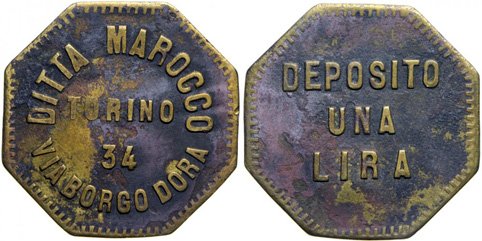 DITTA MAROCCO
TORINO
34
VIA BORGO DORA
DEPOSITO
UNA
LIRA